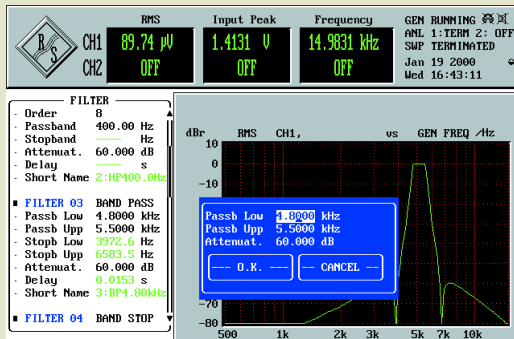 RMS Input Peak Frequency
R S
CH1 89.74 µV 1.4131 V 14.9831 kHz
CH2 OFF OFF OFF
GEN RUNNING
ANL 1:TERM 2: OFF
SWP TERMINATED
Jan 19 2000
Wed 16:43:11
FILTER
- Order 8
- Passband 400.00 Hz
- Stopband ---- Hz
- Attenuat. 60.000 dB
- Delay ---- s
- Short Name 2:HP400.0Hz
FILTER 03 BAND PASS
- Passb Low 4.8000 kHz
- Passb Upp 5.5000 kHz
- Stopb Low 3972.6 Hz
- Stopb Upp 6583.5 Hz
- Attenuat. 60.000 dB
- Delay 0.0153 s
- Short Name 3:BP4.80kHz
FILTER 04 BAND STOP
dBr RMS CH1, vs GEN FREQ /Hz
10
0
-10
Passb Low 4.8000 kHz
Passb Upp 5.5000 kHz
Attenuat. 60.000 dB
--- O.K. --- -- CANCEL --
-70
-80
500 1k 2k 3k 5k 7k 10k